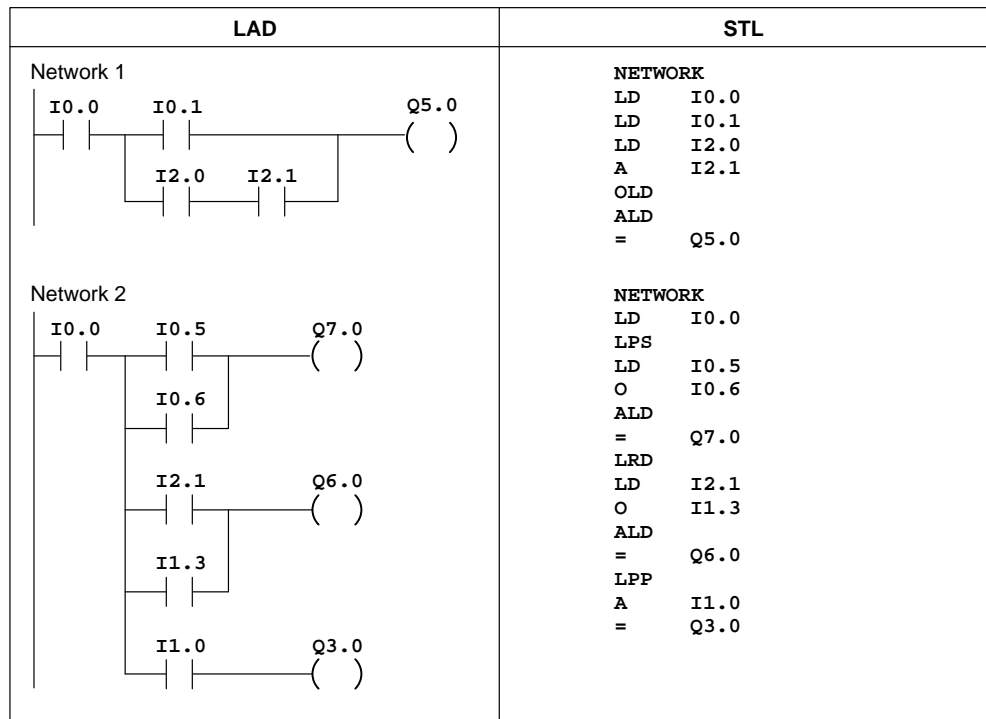 LAD STL
Network 1
I0.0 I0.1 Q5.0
I2.0 I2.1
NETWORK
LD I0.0
LD I0.1
LD I2.0
A I2.1
OLD
ALD
= Q5.0
Network 2
I0.0 I0.5 Q7.0
I0.6
I2.1 Q6.0
I1.3
I1.0 Q3.0
NETWORK
LD I0.0
LPS
LD I0.5
O I0.6
ALD
= Q7.0
LRD
LD I2.1
O I1.3
ALD
= Q6.0
LPP
A I1.0
= Q3.0